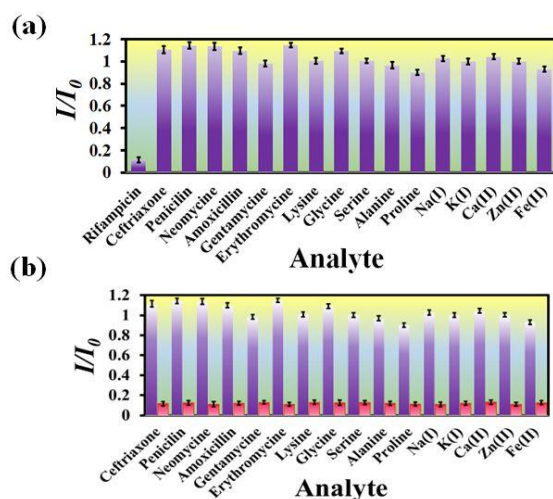 (a)
I/I0
1.2
1
0.8
0.6
0.4
0.2
0
Rifampicin
Ceftriaxone
Penicilin
Neomycine
Amoxicillin
Gentamycine
Erythromycine
Lysine
Glycine
Serine
Alanine
Proline
Na(I)
K(I)
Ca(II)
Zn(II)
Fe(II)
Analyte
(b)
I/I0
1.2
1
0.8
0.6
0.4
0.2
0
Ceftriaxone
Penicilin
Neomycine
Amoxicillin
Gentamycine
Erythromycine
Lysine
Glycine
Serine
Alanine
Proline
Na(I)
K(I)
Ca(II)
Zn(II)
Fe(II)
Analyte